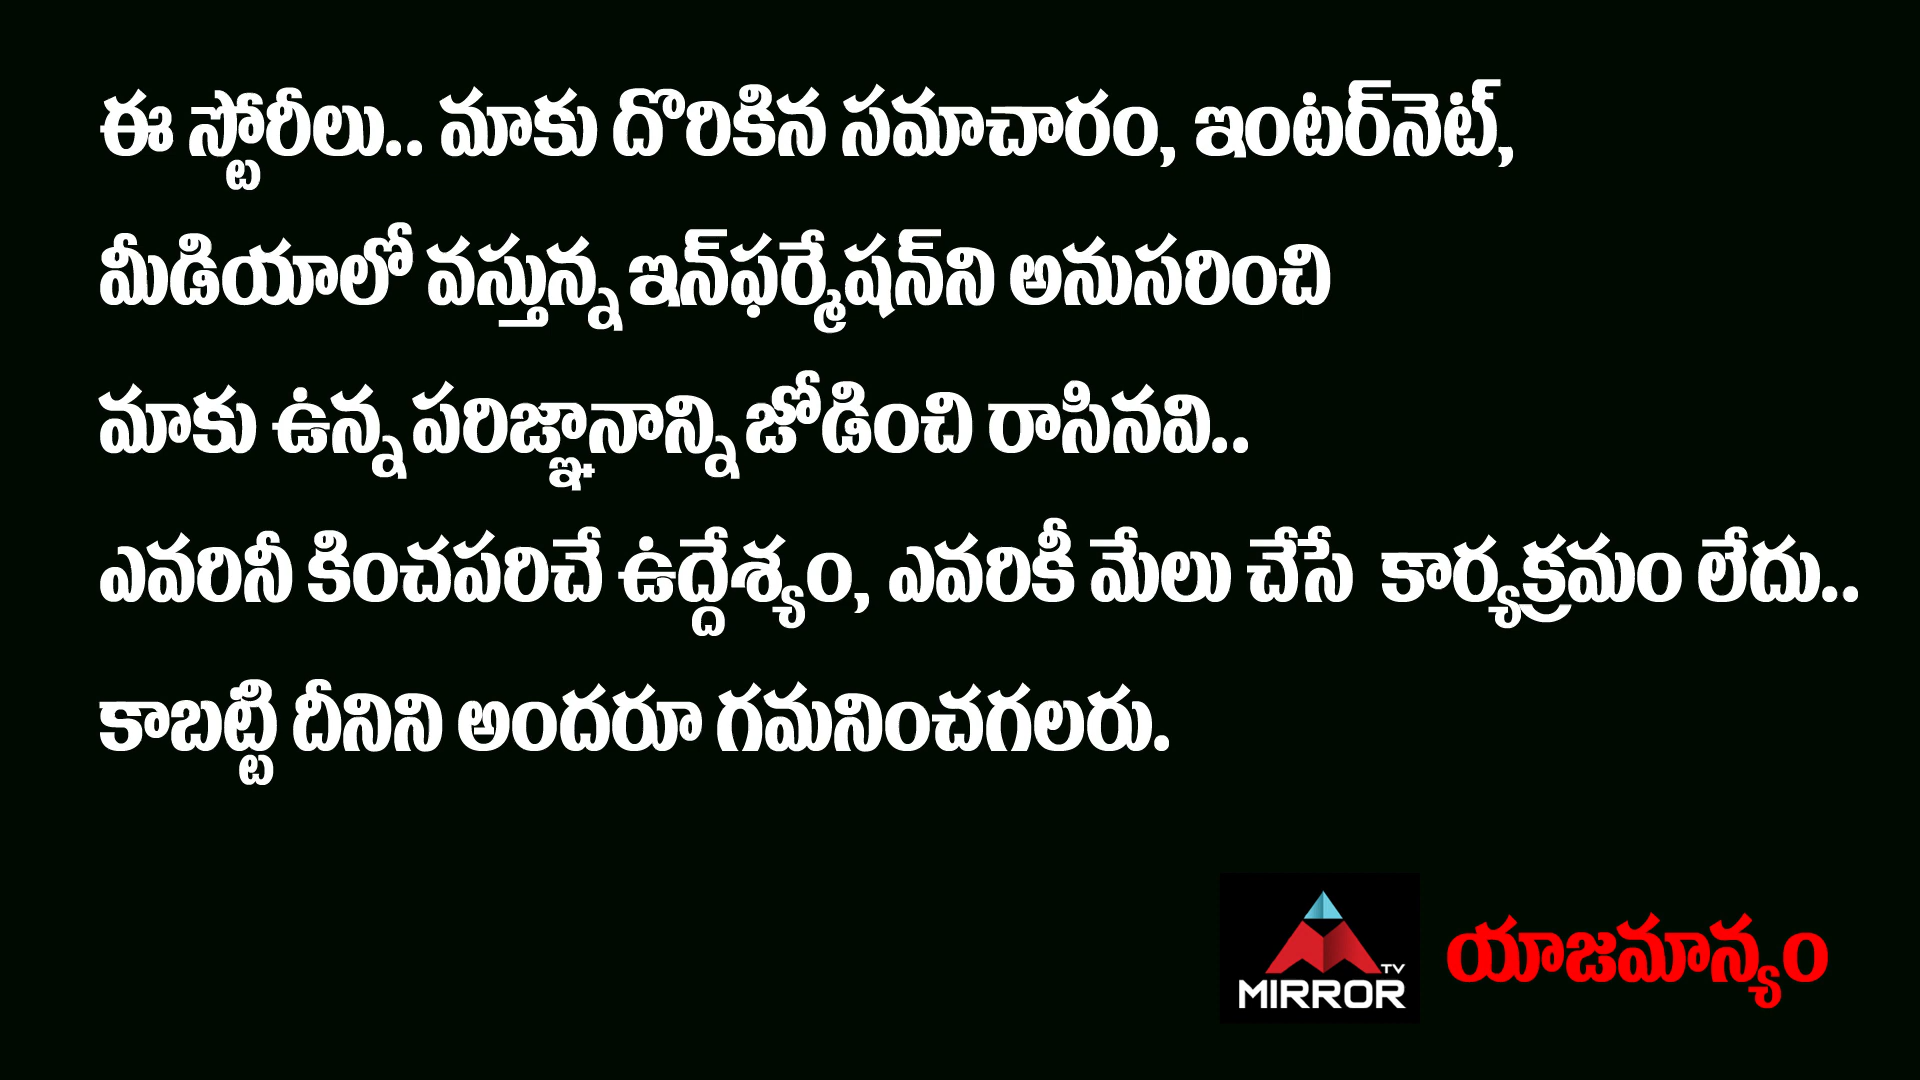 ఈ స్టోరీలు.. మాకు దొరికిన సమాచారం, ఇంటర్‌నెట్,
మీడియాలో వస్తున్న ఇన్‌ఫర్మేషన్‌ని అనుసరించి
మాకు ఉన్న పరిజ్ఞానాన్ని జోడించి రాసినవి..
ఎవరినీ కించపరిచే ఉద్దేశ్యం, ఎవరికీ మేలు చేసే కార్యక్రమం లేదు..
కాబట్టి దీనిని అందరూ గమనించగలరు.
MIRROR TV యాజమాన్యం